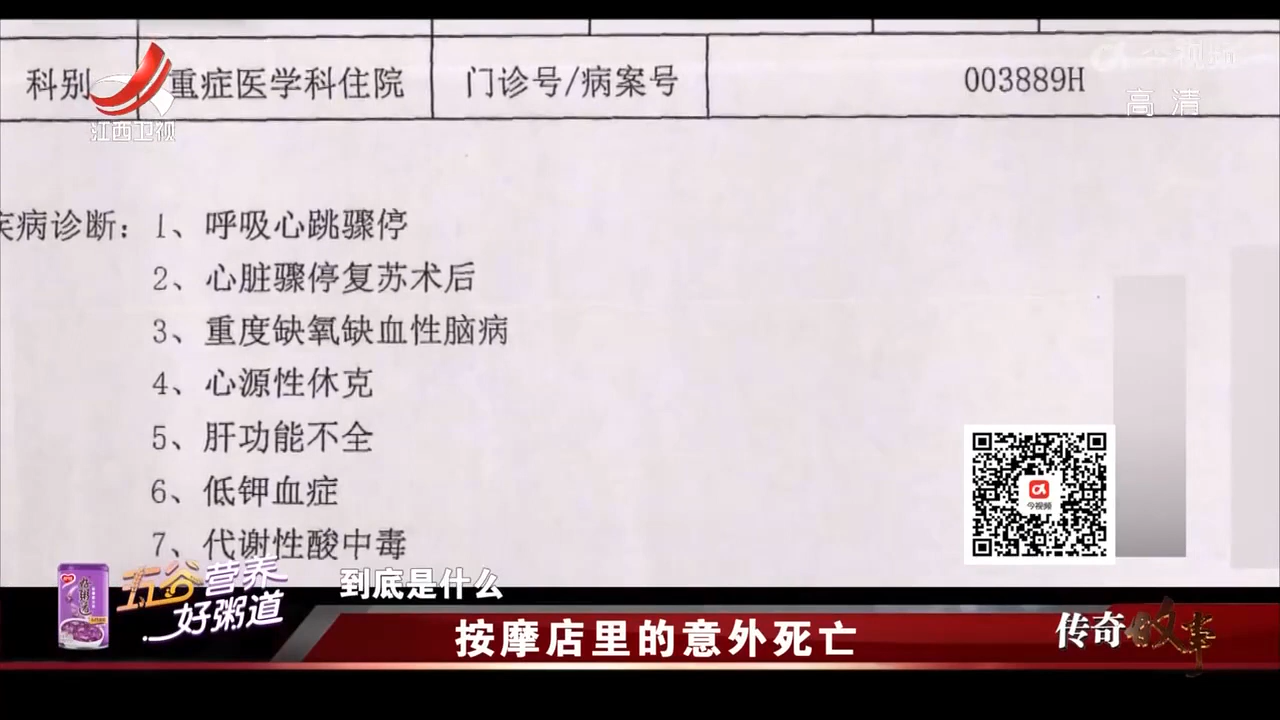 科别 重症医学科住院 门诊号/病案号 003889H
江西卫视
今视频
高清
疾病诊断：1、呼吸心跳骤停
2、心脏骤停复苏术后
3、重度缺氧缺血性脑病
4、心源性休克
5、肝功能不全
6、低钾血症
7、代谢性酸中毒
今视频
五谷营养
好粥道
到底是什么
按摩店里的意外死亡
传奇故事